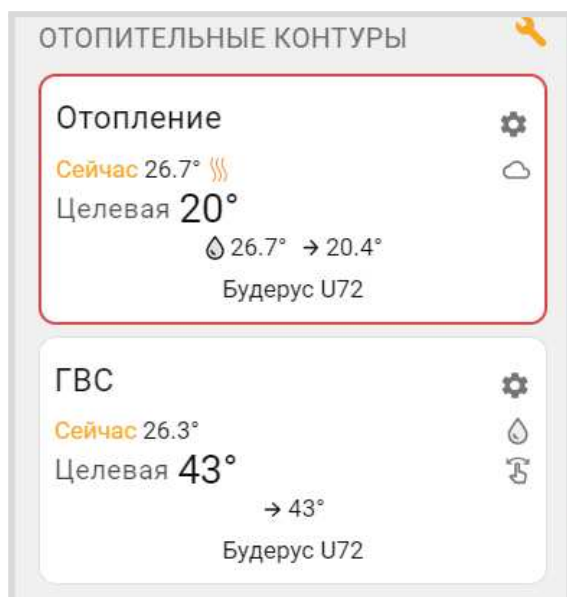 ОТОПИТЕЛЬНЫЕ КОНТУРЫ
Отопление
Сейчас 26.7°
Целевая 20°
26.7° → 20.4°
Будерус U72
ГВС
Сейчас 26.3°
Целевая 43°
→ 43°
Будерус U72